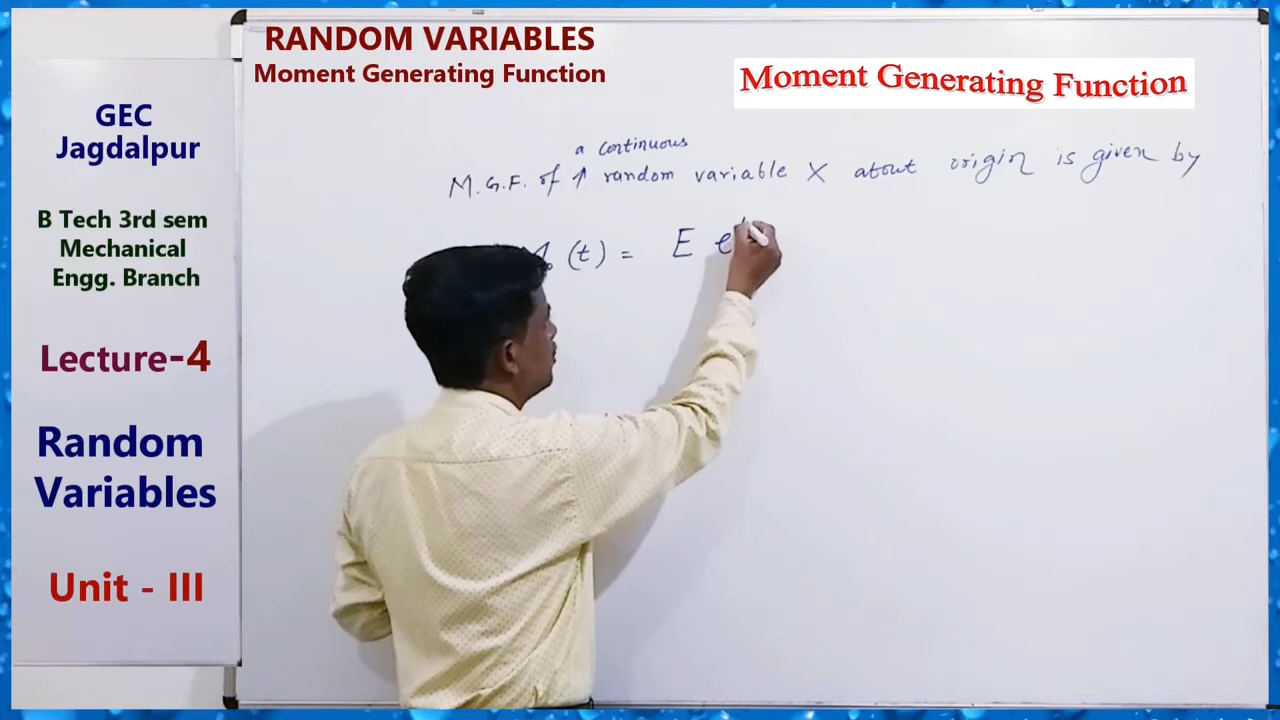 RANDOM VARIABLES
Moment Generating Function
Moment Generating Function
GEC
Jagdalpur
B Tech 3rd sem
Mechanical
Engg. Branch
Lecture-4
Random
Variables
Unit - III
a continuous
M.G.F. of ↑ random variable X about origin is given by
(t) = E e